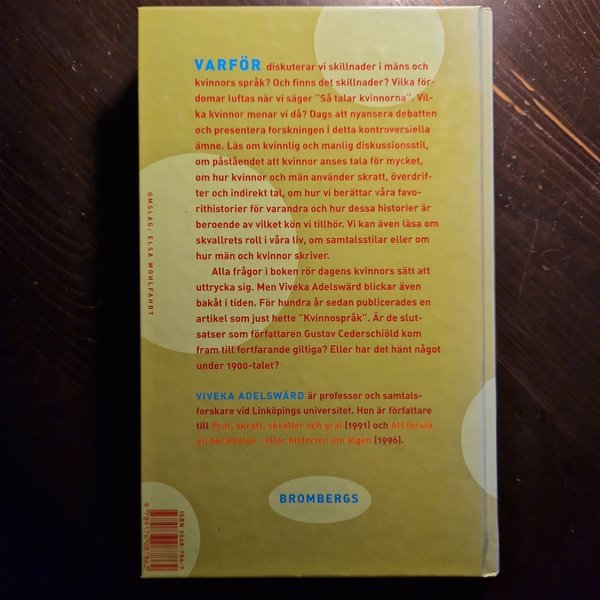 VARFÖR diskuterar vi skillnader i mäns och
kvinnors språk? Och finns det skillnader? Vilka för-
domar luftas när vi säger "Så talar kvinnorna". Vil-
ka kvinnor menar vi då? Dags att nyansera debatten
och presentera forskningen i detta kontroversiella
ämne. Läs om kvinnlig och manlig diskussionsstil,
om påståendet att kvinnor anses tala för mycket,
om hur kvinnor och män använder skratt, överdrif-
ter och indirekt tal, om hur vi berättar våra favo-
rithistorier för varandra och hur dessa historier är
beroende av vilket kön vi tillhör. Vi kan även läsa om
skvallrets roll i våra liv, om samtalsstilar eller om
hur män och kvinnor skriver.
Alla frågor i boken rör dagens kvinnors sätt att
uttrycka sig. Men Viveka Adelswärd blickar även
bakåt i tiden. För hundra år sedan publicerades en
artikel som just hette "Kvinnospråk". Är de slut-
satser som författaren Gustav Cederschiöld kom
fram till fortfarande giltiga? Eller har det hänt något
under 1900-talet?
VIVEKA ADELSWÄRD är professor och samtals-
forskare vid Linköpings universitet. Hon är författare
till Prat, skratt, skvaller och gräl (1991) och Att förstå
en berättelse - eller historien om älgen (1996).
BROMBERGS
OMSLAG: ELSA WOHLFAHRT
9789176087862